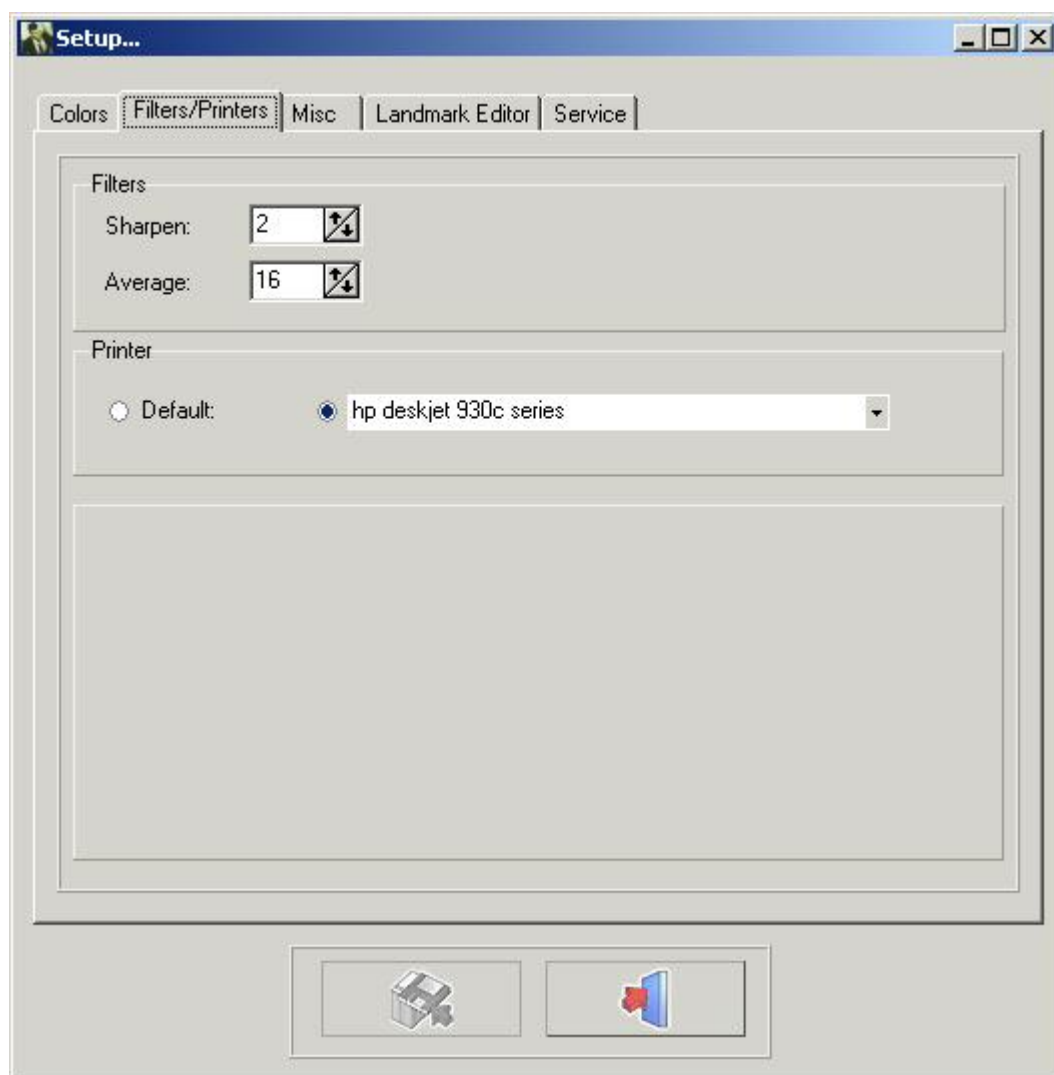 Setup...
Colors Filters/Printers Misc Landmark Editor Service
Filters
Sharpen: 2
Average: 16
Printer
Default: hp deskjet 930c series